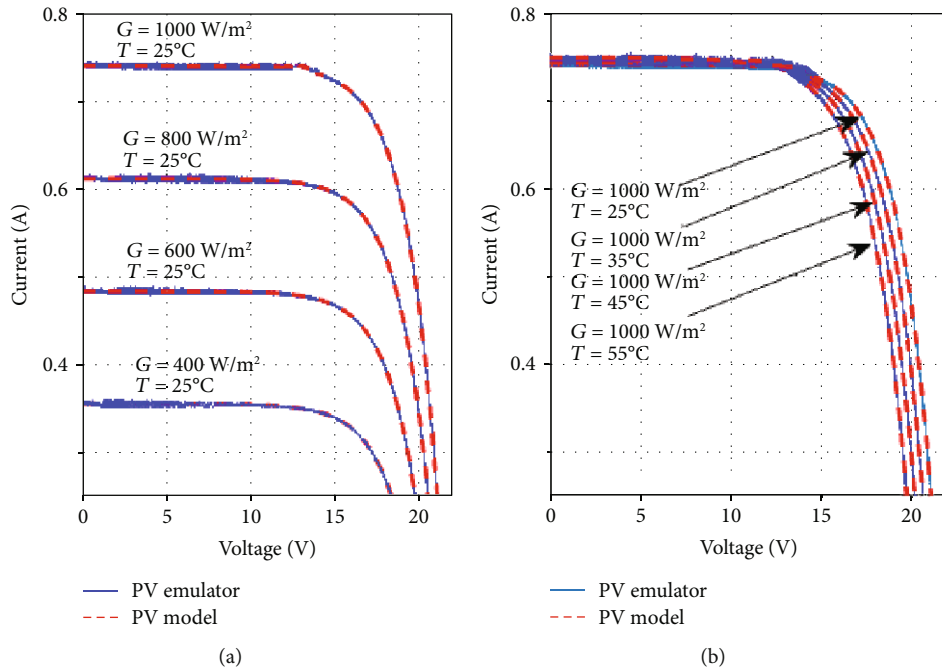 0.8
G = 1000 W/m²
T = 25°C
G = 800 W/m²
T = 25°C
0.6
G = 600 W/m²
T = 25°C
0.4
G = 400 W/m²
T = 25°C
Current (A)
0 5 10 15 20
Voltage (V)
PV emulator
PV model
(a)
0.8
0.6
G = 1000 W/m²
T = 25°C
G = 1000 W/m²
T = 35°C
G = 1000 W/m²
T = 45°C
G = 1000 W/m²
T = 55°C
0.4
Current (A)
0 5 10 15 20
Voltage (V)
PV emulator
PV model
(b)